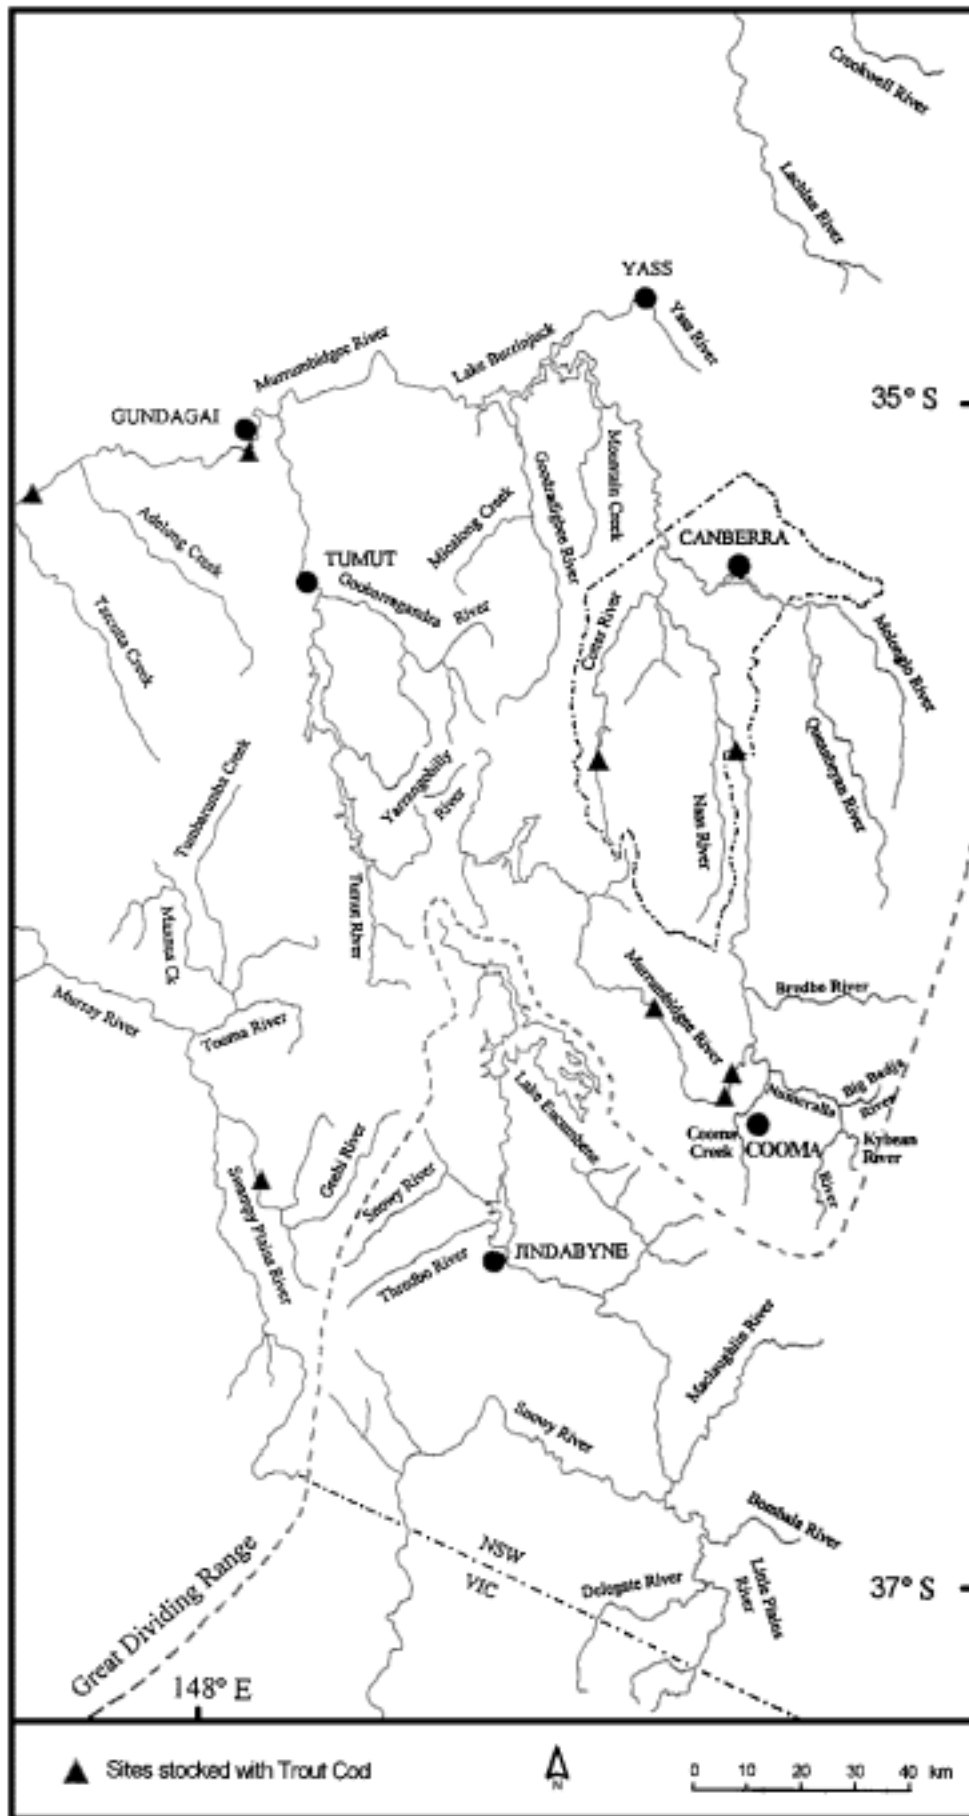 Crookwell River
Lachlan River
YASS
Yass River
Murrumbidgee River
Lake Burrinjuck
35° S
GUNDAGAI
Mountain Creek
Goodradigbee River
Micalong Creek
Adelong Creek
CANBERRA
TUMUT
Goobarragandra River
Tarcutta Creek
Cotter River
Molonglo River
Queanbeyan River
Tumbarumba Creek
Yarrangobilly
River
Naas River
Mannus Ck
Tumut River
Murray River
Tooma River
Murrumbidgee River
Bredbo River
Big Badja
River
Numeralla
River
Lake Eucumbene
Cooma
Creek
COOMA
Kybean
River
Geehi River
Snowy River
Swampy Plains River
JINDABYNE
Thredbo River
Maclaughlin River
Snowy River
Bombala River
NSW
VIC
Delegate River
Little Plains
River
37° S
Great Dividing Range
148° E
Sites stocked with Trout Cod
N
0 10 20 30 40 km